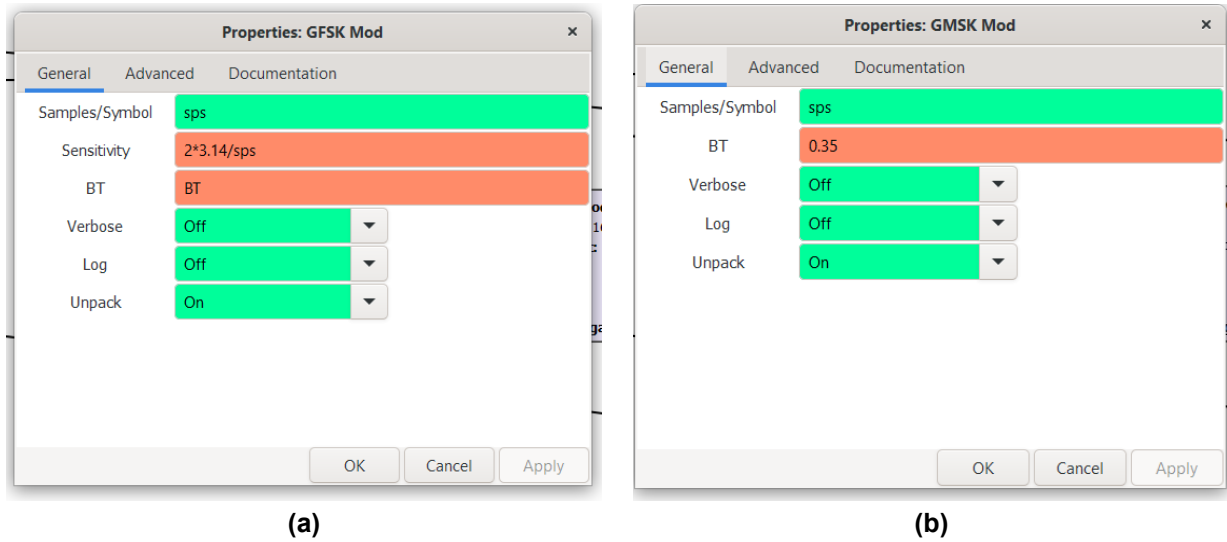 Properties: GFSK Mod ×
General Advanced Documentation
Samples/Symbol sps
Sensitivity 2*3.14/sps
BT BT
Verbose Off
Log Off
Unpack On
OK Cancel Apply
(a)
Properties: GMSK Mod ×
General Advanced Documentation
Samples/Symbol sps
BT 0.35
Verbose Off
Log Off
Unpack On
OK Cancel Apply
(b)